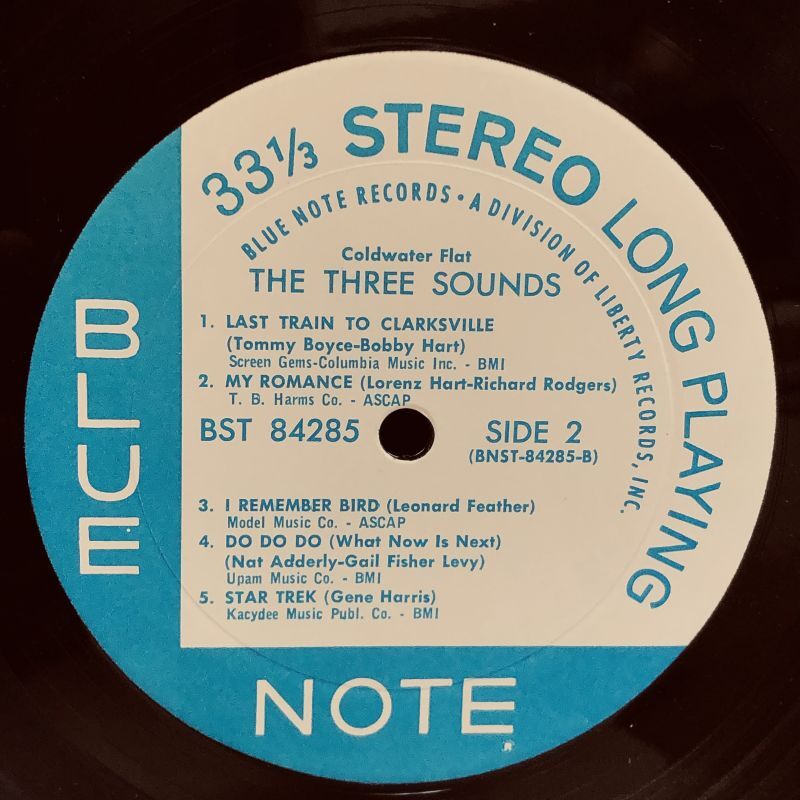 33⅓ STEREO LONG PLAYING
BLUE NOTE RECORDS • A DIVISION OF LIBERTY RECORDS, INC.
Coldwater Flat
THE THREE SOUNDS
1. LAST TRAIN TO CLARKSVILLE
(Tommy Boyce-Bobby Hart)
Screen Gems-Columbia Music Inc. - BMI
2. MY ROMANCE (Lorenz Hart-Richard Rodgers)
T. B. Harms Co. - ASCAP
BST 84285
SIDE 2
(BNST-84285-B)
3. I REMEMBER BIRD (Leonard Feather)
Model Music Co. - ASCAP
4. DO DO DO (What Now Is Next)
(Nat Adderly-Gail Fisher Levy)
Upam Music Co. - BMI
5. STAR TREK (Gene Harris)
Kacydee Music Publ. Co. - BMI
BLUE
NOTE
®